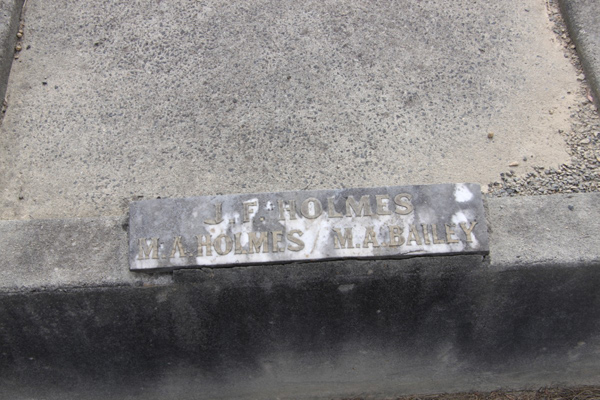 J. F. HOLMES
M. A. HOLMES / M. A. BAILEY